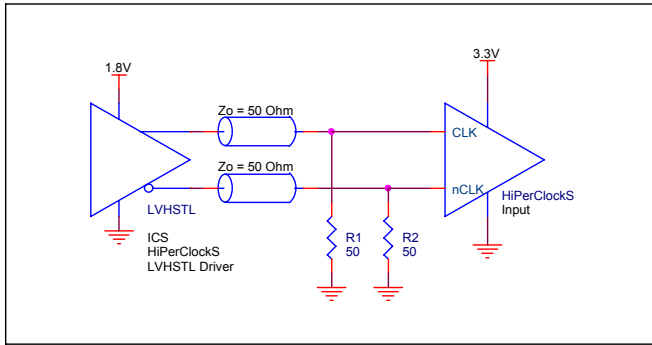 1.8V
3.3V
Zo = 50 Ohm
CLK
Zo = 50 Ohm
nCLK
LVHSTL
HiPerClockS
Input
ICS
HiPerClockS
LVHSTL Driver
R1
50
R2
50